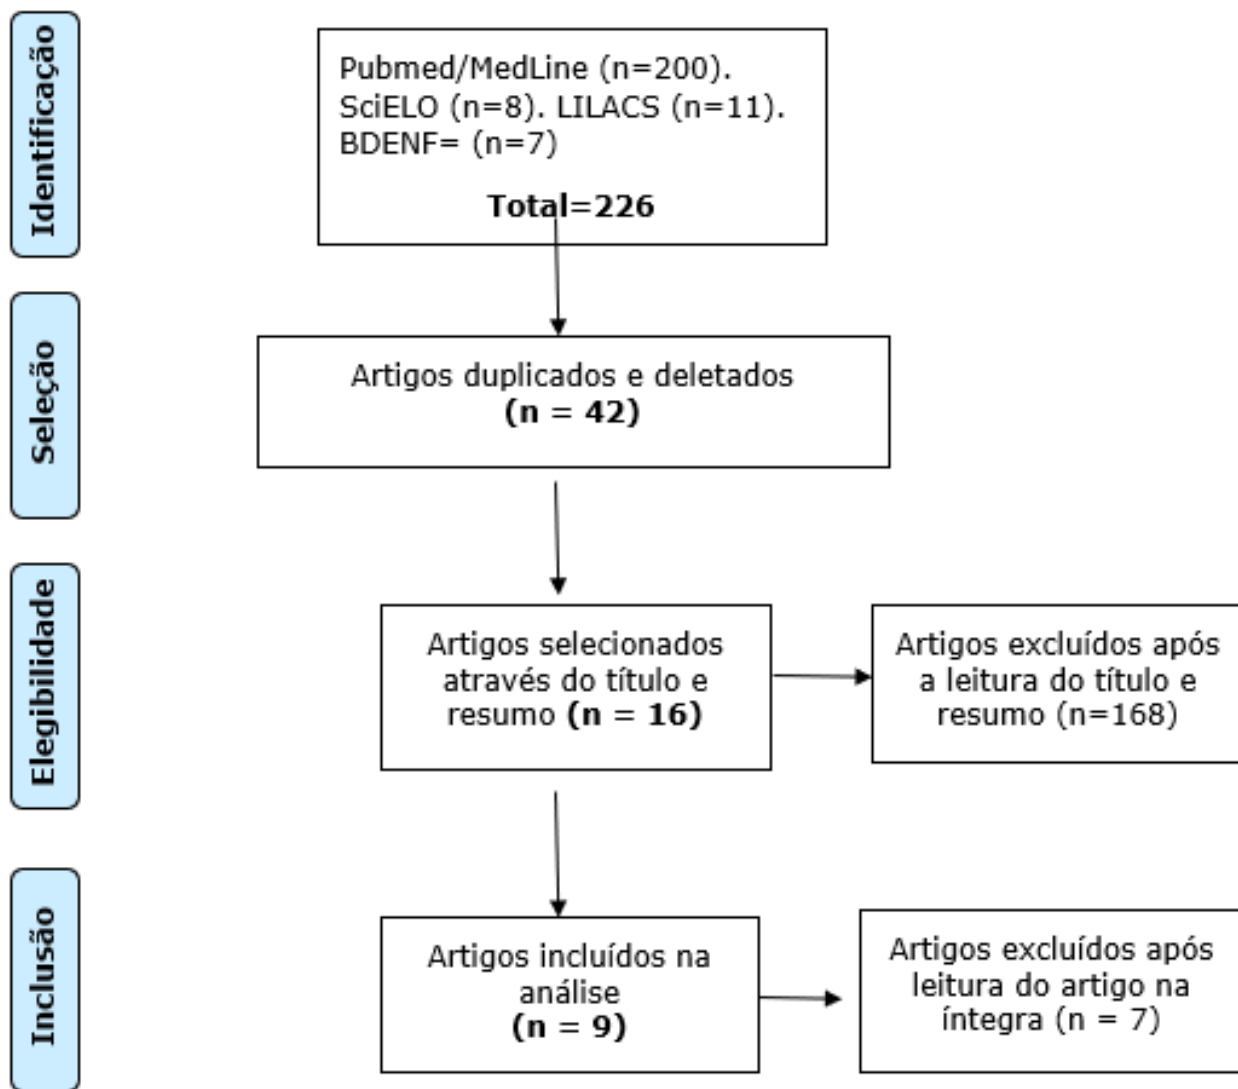 Identificação
Pubmed/MedLine (n=200).
SciELO (n=8). LILACS (n=11).
BDENF= (n=7)
Total=226
Seleção
Artigos duplicados e deletados
(n = 42)
Elegibilidade
Artigos selecionados
através do título e
resumo (n = 16)
Artigos excluídos após
a leitura do título e
resumo (n=168)
Inclusão
Artigos incluídos na
análise
(n = 9)
Artigos excluídos após
leitura do artigo na
íntegra (n = 7)